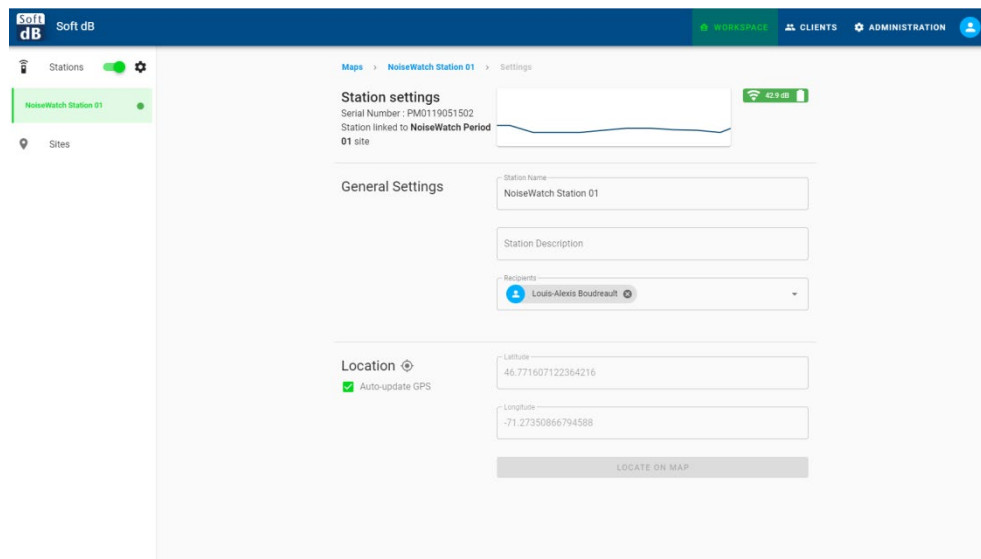 Soft dB
Soft dB
WORKSPACE
CLIENTS
ADMINISTRATION
Stations
NoiseWatch Station 01
Sites
Maps › NoiseWatch Station 01 › Settings
Station settings
Serial Number : PM0119051502
Station linked to NoiseWatch Period
01 site
42.9 dB
General Settings
Station Name
NoiseWatch Station 01
Station Description
Recipients
Louis-Alexis Boudreault
Location
Auto-update GPS
Latitude
46.771607122364216
Longitude
-71.27350866794588
LOCATE ON MAP